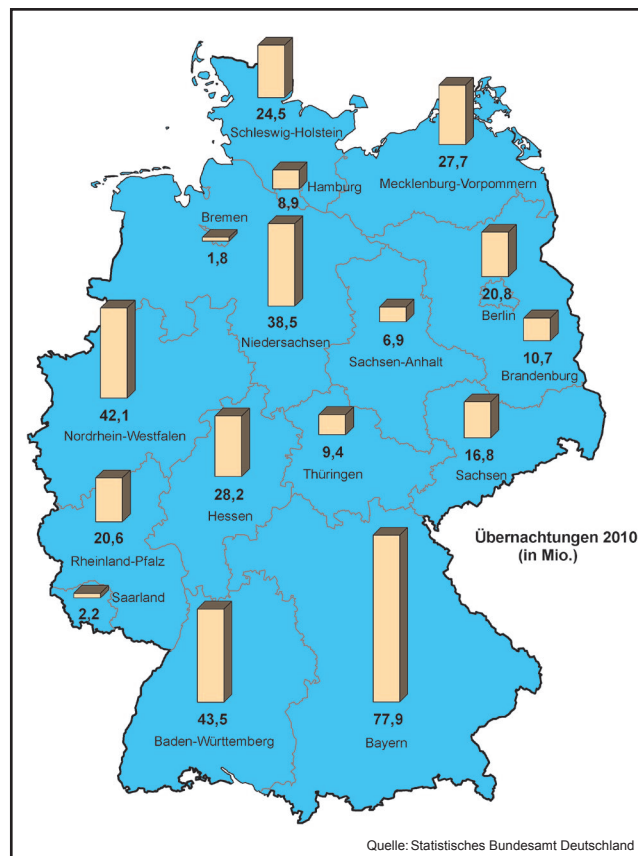 24,5
Schleswig-Holstein
27,7
Mecklenburg-Vorpommern
Hamburg
8,9
Bremen
1,8
38,5
Niedersachsen
20,8
Berlin
6,9
Sachsen-Anhalt
10,7
Brandenburg
42,1
Nordrhein-Westfalen
28,2
Hessen
9,4
Thüringen
16,8
Sachsen
20,6
Rheinland-Pfalz
Übernachtungen 2010
(in Mio.)
Saarland
2,2
43,5
Baden-Württemberg
77,9
Bayern
Quelle: Statistisches Bundesamt Deutschland